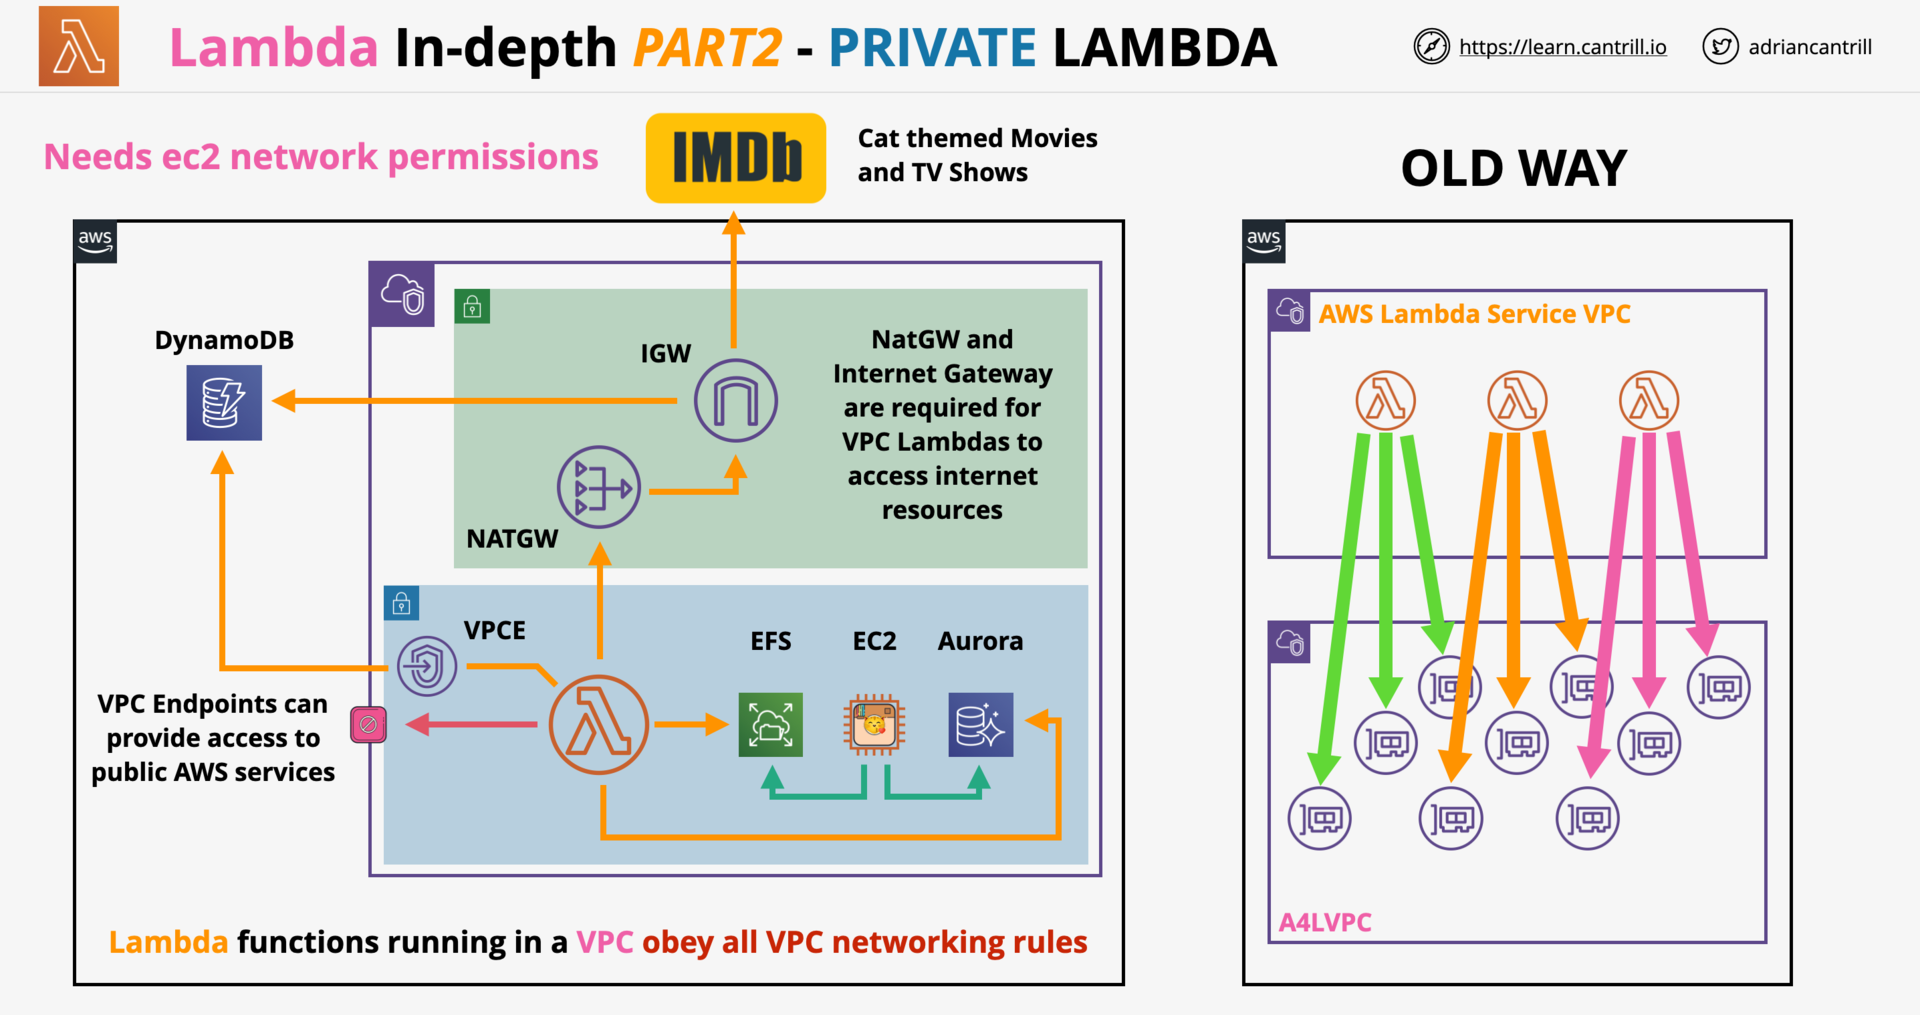 Lambda In-depth PART2 - PRIVATE LAMBDA
https://learn.cantrill.io
adriancantrill
Needs ec2 network permissions
IMDb
Cat themed Movies
and TV Shows
OLD WAY
aws
DynamoDB
IGW
NatGW and
Internet Gateway
are required for
VPC Lambdas to
access internet
resources
NATGW
VPCE
EFS
EC2
Aurora
VPC Endpoints can
provide access to
public AWS services
Lambda functions running in a VPC obey all VPC networking rules
aws
AWS Lambda Service VPC
A4LVPC